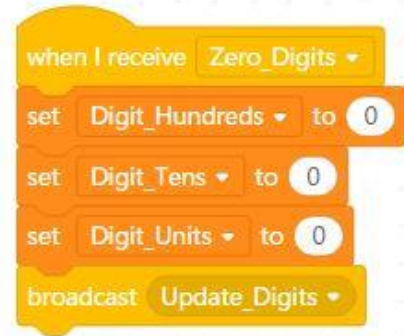 when I receive Zero_Digits
set Digit_Hundreds to 0
set Digit_Tens to 0
set Digit_Units to 0
broadcast Update_Digits